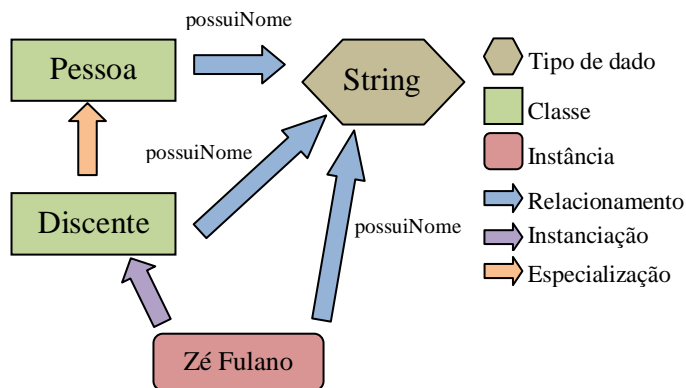 possuiNome
Pessoa
String
possuiNome
Discente
possuiNome
Zé Fulano
Tipo de dado
Classe
Instância
Relacionamento
Instanciação
Especialização